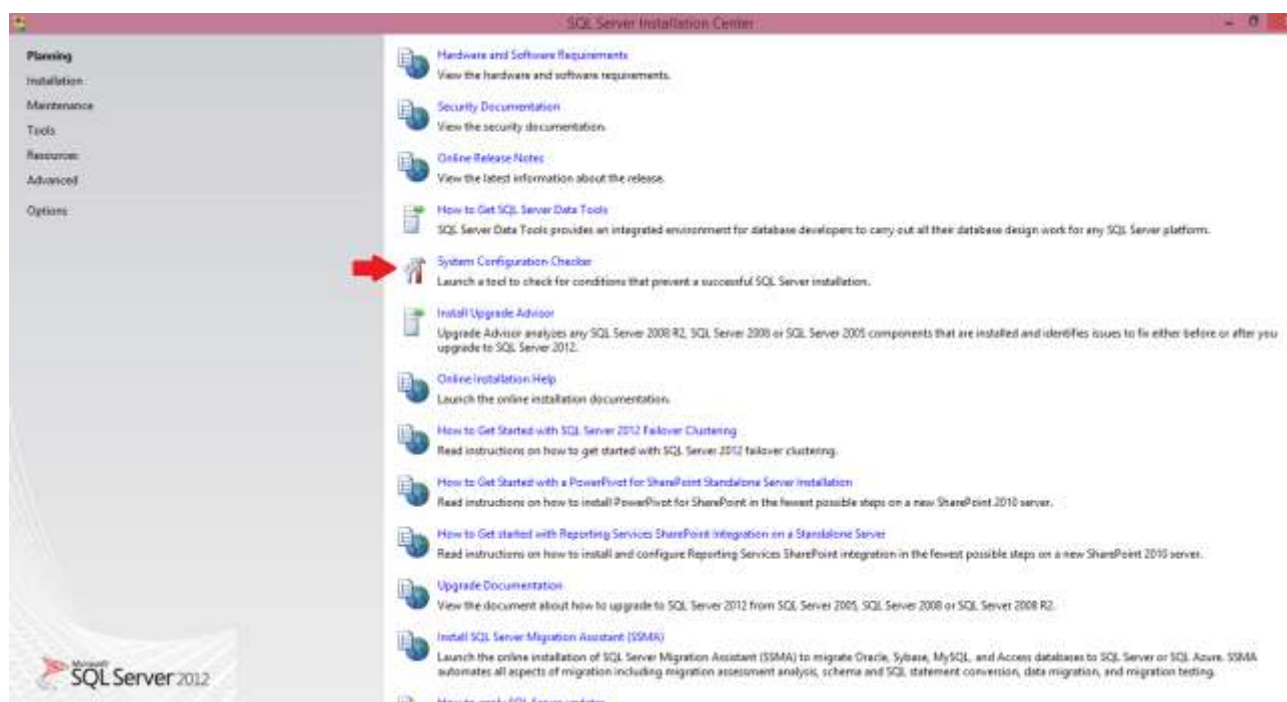 SQL Server Installation Center
Planning
Installation
Maintenance
Tools
Resources
Advanced
Options
Hardware and Software Requirements
View the hardware and software requirements.
Security Documentation
View the security documentation.
Online Release Notes
View the latest information about the release.
How to Get SQL Server Data Tools
SQL Server Data Tools provides an integrated environment for database developers to carry out all their database design work for any SQL Server platform.
System Configuration Checker
Launch a tool to check for conditions that prevent a successful SQL Server installation.
Install Upgrade Advisor
Upgrade Advisor analyzes any SQL Server 2008 R2, SQL Server 2008 or SQL Server 2005 components that are installed and identifies issues to fix either before or after you
upgrade to SQL Server 2012.
Online Installation Help
Launch the online installation documentation.
How to Get Started with SQL Server 2012 Failover Clustering
Read instructions on how to get started with SQL Server 2012 failover clustering.
How to Get Started with a PowerPivot for SharePoint Standalone Server Installation
Read instructions on how to install PowerPivot for SharePoint in the fewest possible steps on a new SharePoint 2010 server.
How to Get started with Reporting Services SharePoint Integration on a Standalone Server
Read instructions on how to install and configure Reporting Services SharePoint integration in the fewest possible steps on a new SharePoint 2010 server.
Upgrade Documentation
View the document about how to upgrade to SQL Server 2012 from SQL Server 2005, SQL Server 2008 or SQL Server 2008 R2.
Install SQL Server Migration Assistant (SSMA)
Launch the online installation of SQL Server Migration Assistant (SSMA) to migrate Oracle, Sybase, MySQL, and Access databases to SQL Server or SQL Azure. SSMA
automates all aspects of migration including migration assessment analysis, schema and SQL statement conversion, data migration, and migration testing.
How to apply SQL Server updates
Microsoft
SQL Server 2012